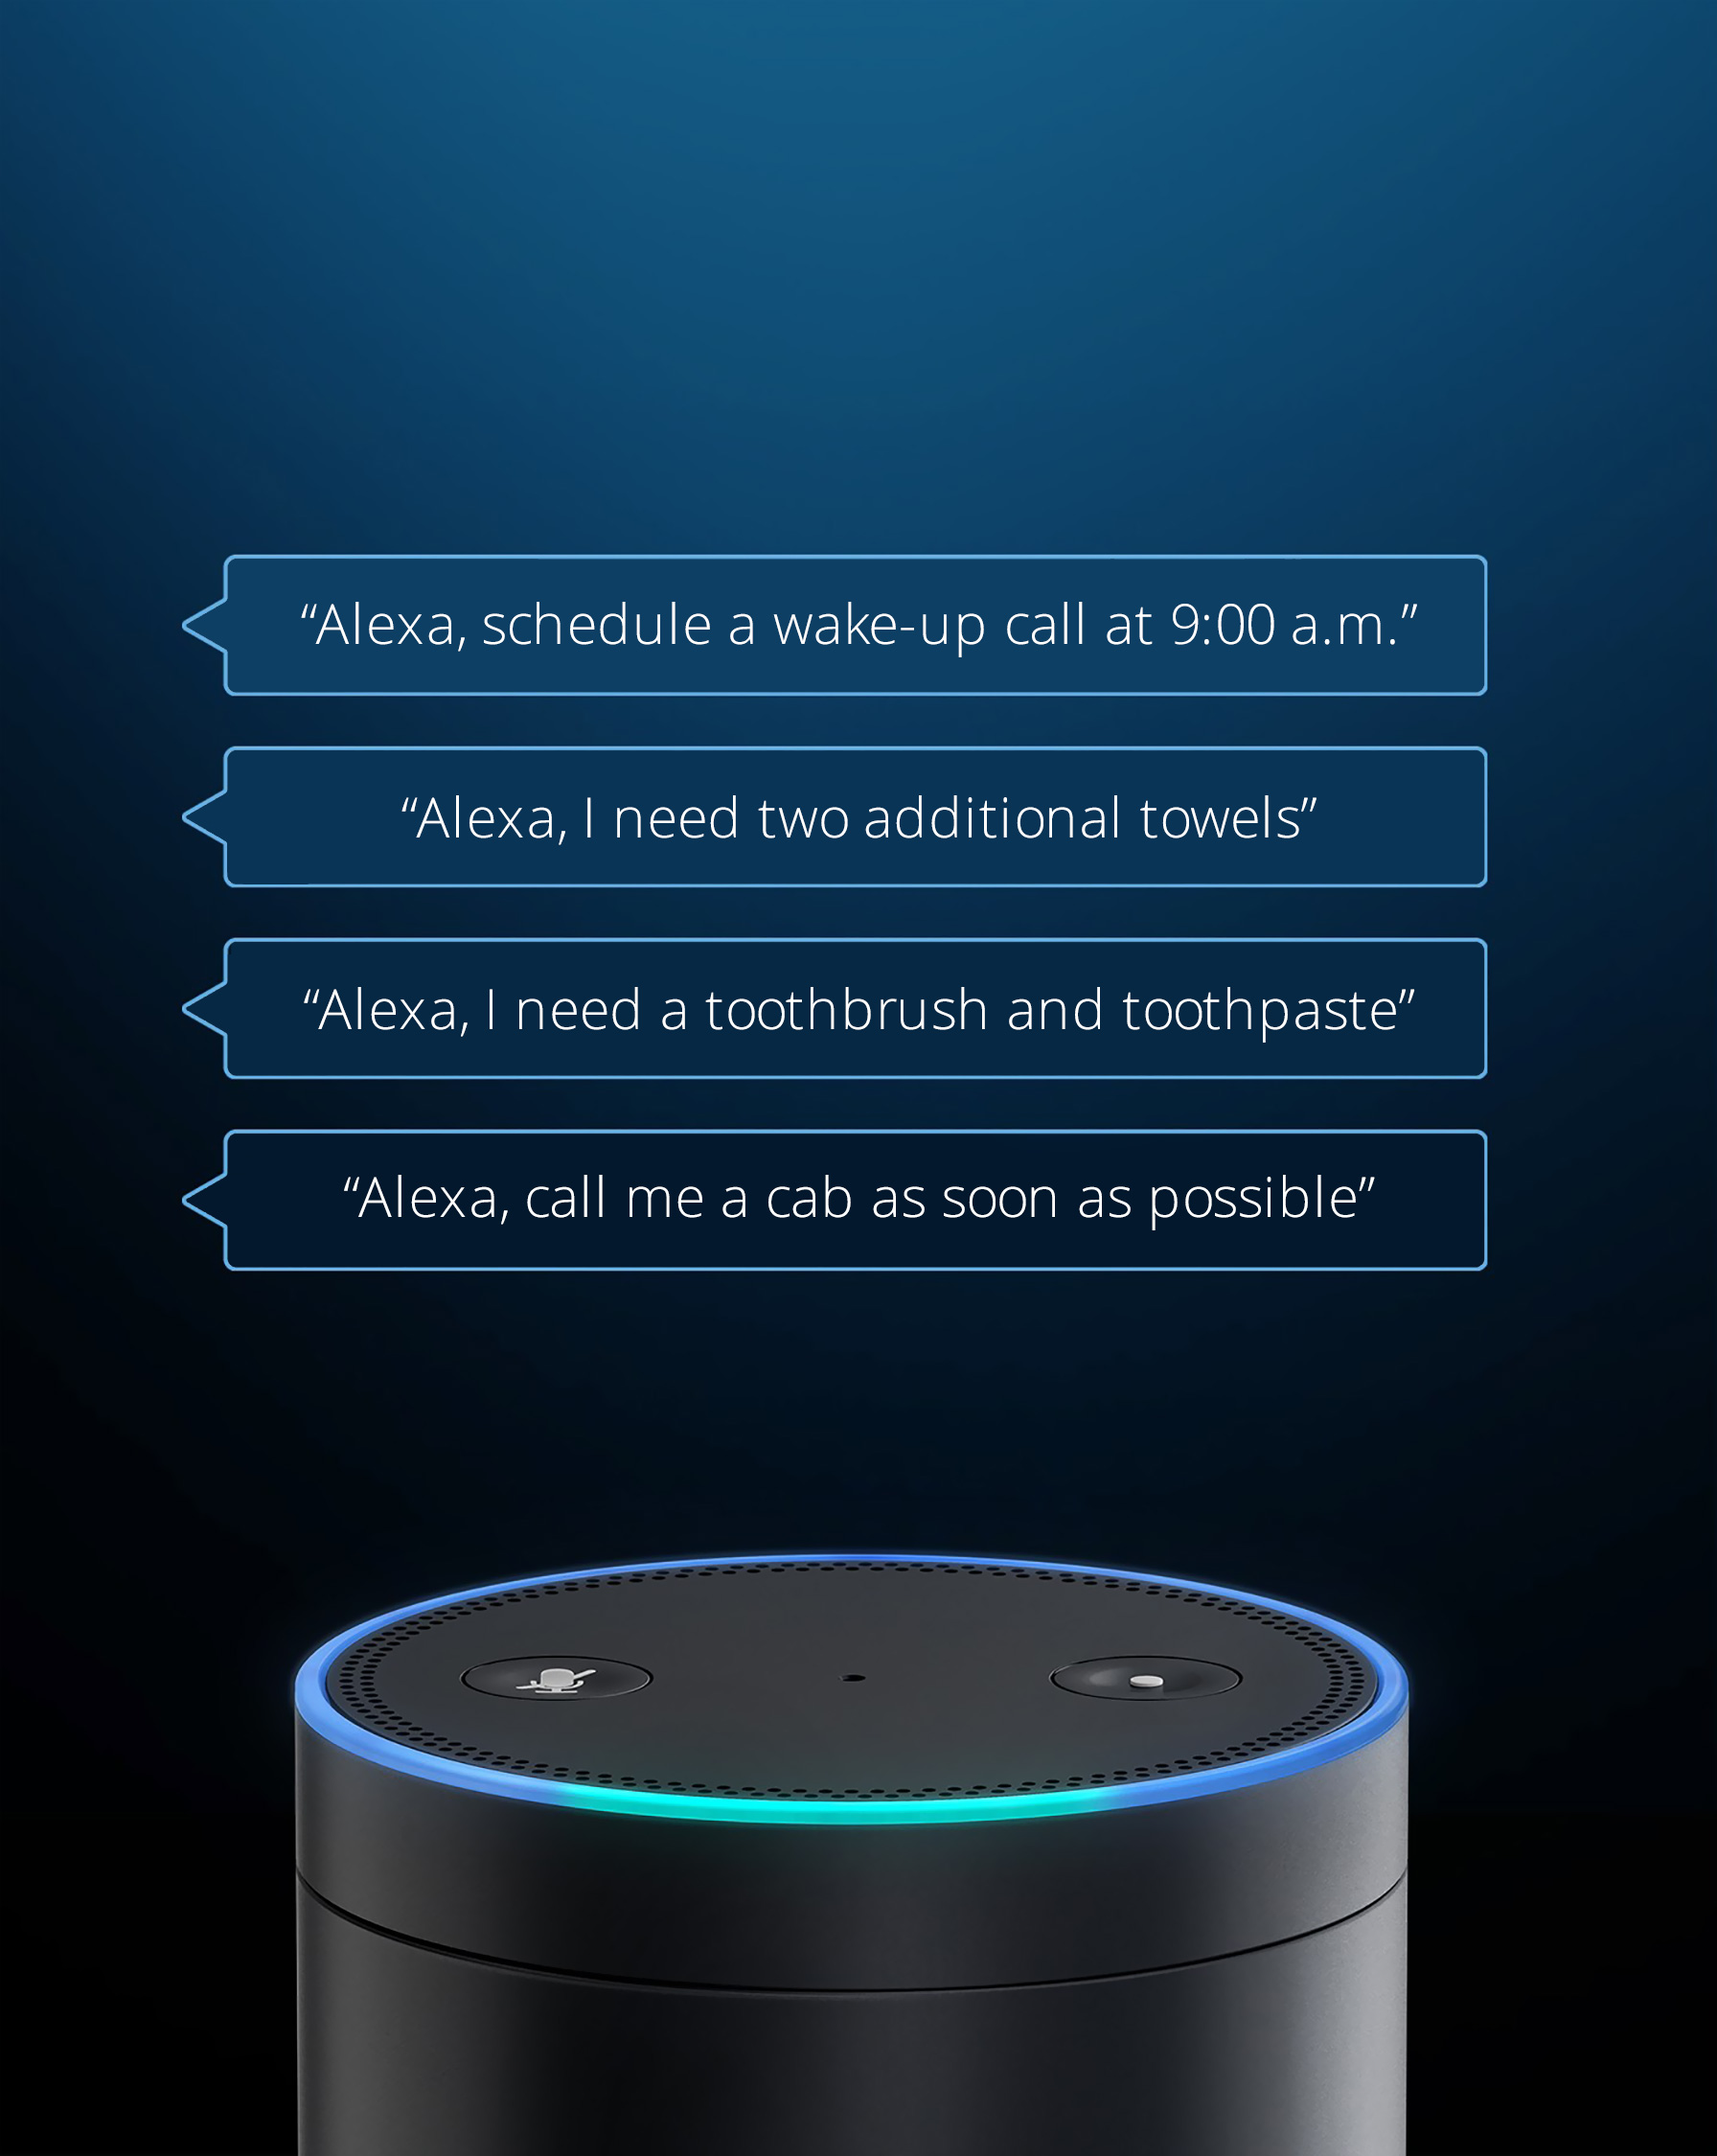 “Alexa, schedule a wake-up call at 9:00 a.m.”
“Alexa, I need two additional towels”
“Alexa, I need a toothbrush and toothpaste”
“Alexa, call me a cab as soon as possible”